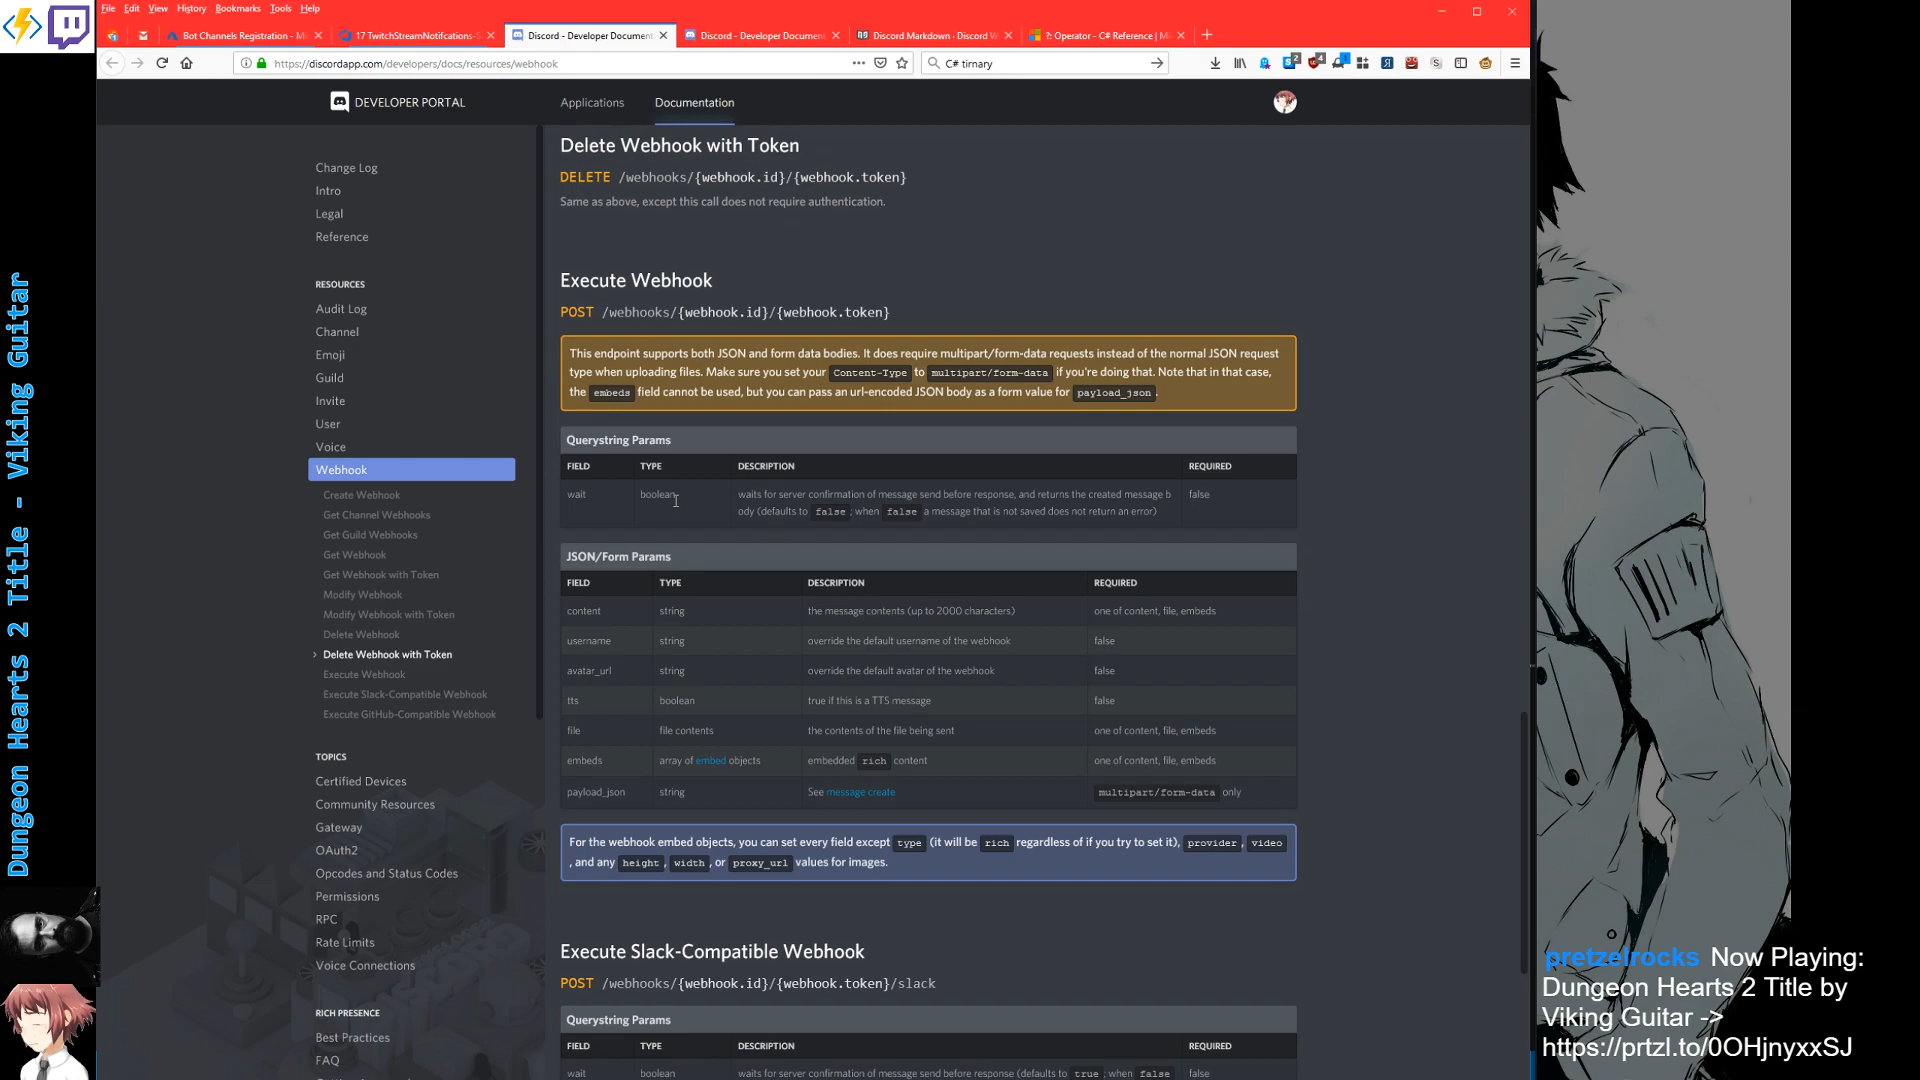 File Edit View History Bookmarks Tools Help
Bot Channels Registration - Mi
17 TwitchStreamNotifcations-S
Discord - Developer Document
Discord - Developer Document
Discord Markdown · Discord W
?: Operator - C# Reference | Mi
https://discordapp.com/developers/docs/resources/webhook
C# tirnary
DEVELOPER PORTAL
Applications
Documentation
Change Log
Intro
Legal
Reference
RESOURCES
Audit Log
Channel
Emoji
Guild
Invite
User
Voice
Webhook
Create Webhook
Get Channel Webhooks
Get Guild Webhooks
Get Webhook
Get Webhook with Token
Modify Webhook
Modify Webhook with Token
Delete Webhook
Delete Webhook with Token
Execute Webhook
Execute Slack-Compatible Webhook
Execute GitHub-Compatible Webhook
TOPICS
Certified Devices
Community Resources
Gateway
OAuth2
Opcodes and Status Codes
Permissions
RPC
Rate Limits
Voice Connections
RICH PRESENCE
Best Practices
FAQ
Delete Webhook with Token
DELETE /webhooks/{webhook.id}/{webhook.token}
Same as above, except this call does not require authentication.
Execute Webhook
POST /webhooks/{webhook.id}/{webhook.token}
This endpoint supports both JSON and form data bodies. It does require multipart/form-data requests instead of the normal JSON request
type when uploading files. Make sure you set your Content-Type to multipart/form-data if you're doing that. Note that in that case,
the embeds field cannot be used, but you can pass an url-encoded JSON body as a form value for payload_json.
Querystring Params
FIELD TYPE DESCRIPTION REQUIRED
wait boolean waits for server confirmation of message send before response, and returns the created message b false
ody (defaults to false; when false a message that is not saved does not return an error)
JSON/Form Params
FIELD TYPE DESCRIPTION REQUIRED
content string the message contents (up to 2000 characters) one of content, file, embeds
username string override the default username of the webhook false
avatar_url string override the default avatar of the webhook false
tts boolean true if this is a TTS message false
file file contents the contents of the file being sent one of content, file, embeds
embeds array of embed objects embedded rich content one of content, file, embeds
payload_json string See message create multipart/form-data only
For the webhook embed objects, you can set every field except type (it will be rich regardless of if you try to set it), provider, video
, and any height, width, or proxy_url values for images.
Execute Slack-Compatible Webhook
POST /webhooks/{webhook.id}/{webhook.token}/slack
Querystring Params
FIELD TYPE DESCRIPTION REQUIRED
wait boolean waits for server confirmation of message send before response (defaults to true; when false false
Dungeon Hearts 2 Title - Viking Guitar
pretzelrocks Now Playing:
Dungeon Hearts 2 Title by
Viking Guitar ->
https://prtzl.to/0OHjnyxxSJ